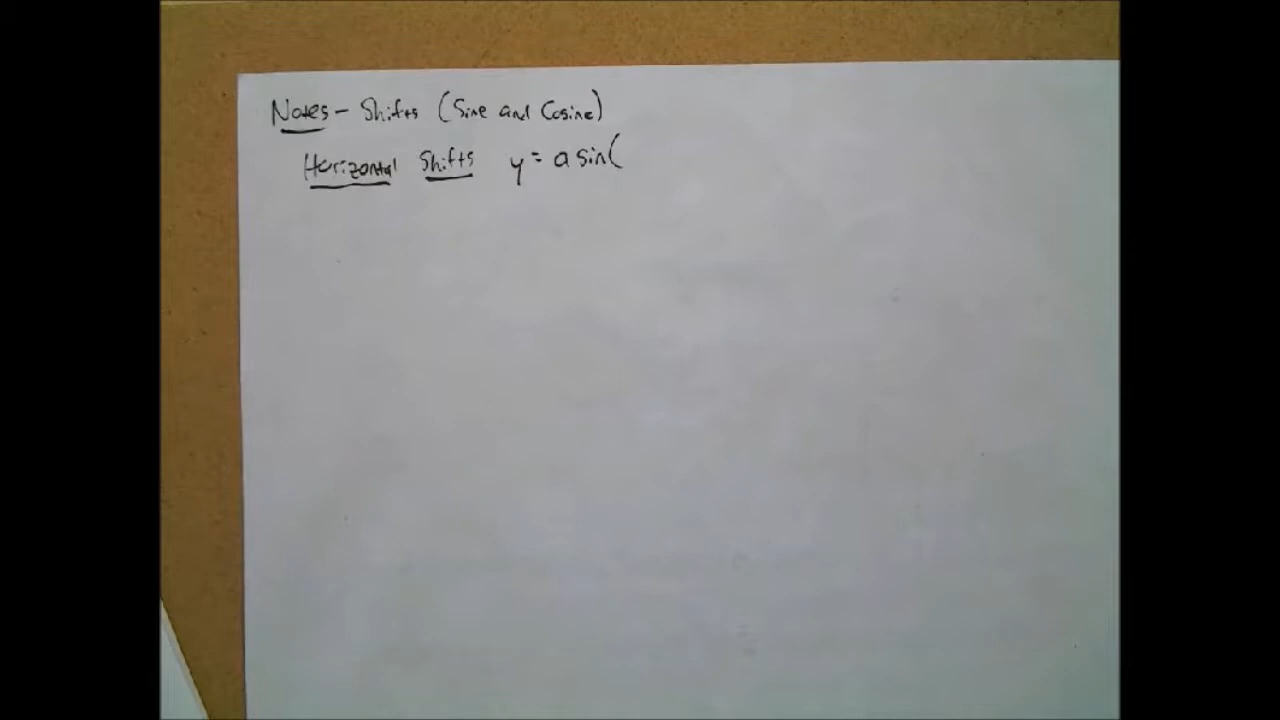 Notes - Shifts (Sine and Cosine)
Horizontal Shifts y = a sin(